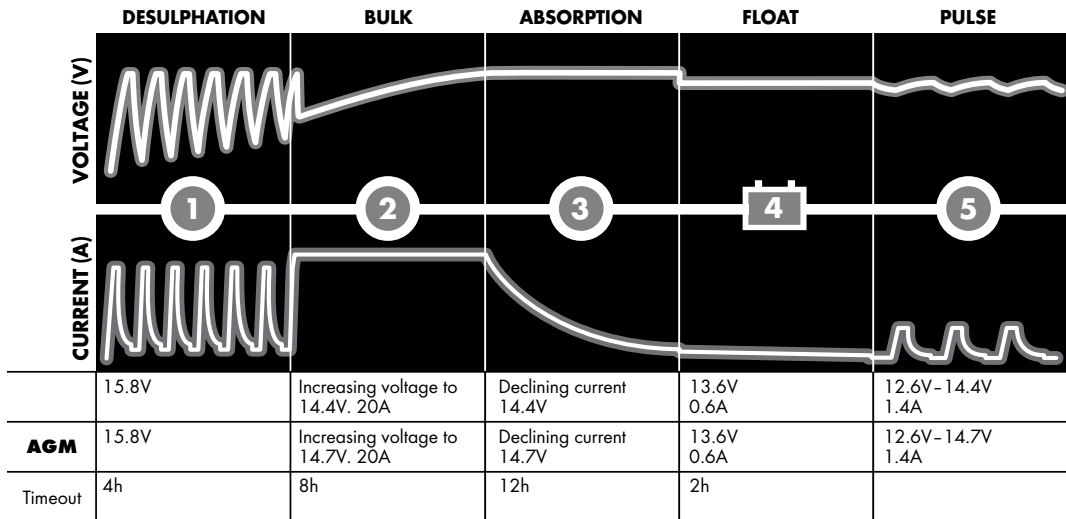 DESULPHATION BULK ABSORPTION FLOAT PULSE
VOLTAGE (V)
1 2 3 4 5
CURRENT (A)
15.8V Increasing voltage to Declining current 13.6V 12.6V–14.4V
14.4V. 20A 14.4V 0.6A 1.4A
AGM 15.8V Increasing voltage to Declining current 13.6V 12.6V–14.7V
14.7V. 20A 14.7V 0.6A 1.4A
Timeout 4h 8h 12h 2h